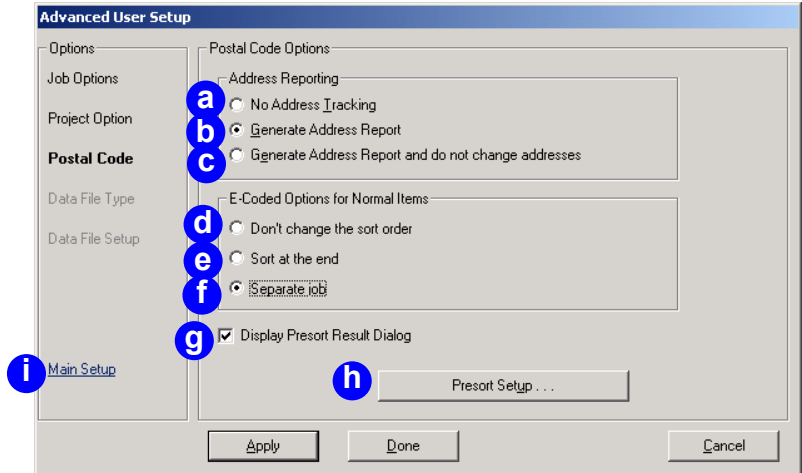 Advanced User Setup
Options
Job Options
Project Option
Postal Code
Data File Type
Data File Setup
i Main Setup
Postal Code Options
Address Reporting
a No Address Tracking
b Generate Address Report
c Generate Address Report and do not change addresses
E-Coded Options for Normal Items
d Don't change the sort order
e Sort at the end
f Separate job
g Display Presort Result Dialog
h Presort Setup . . .
Apply Done Cancel